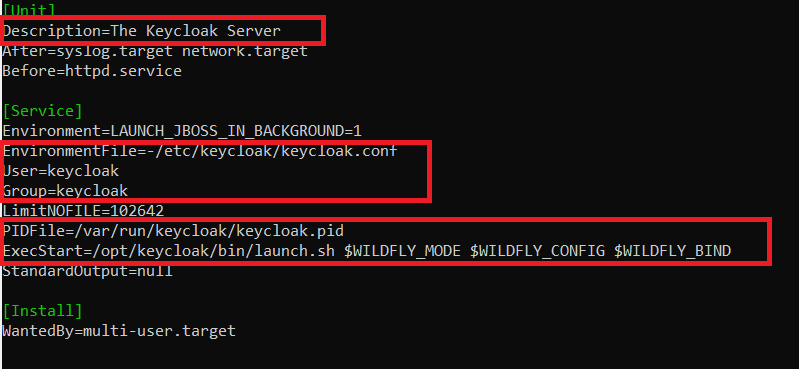 [Unit]
Description=The Keycloak Server
After=syslog.target network.target
Before=httpd.service
[Service]
Environment=LAUNCH_JBOSS_IN_BACKGROUND=1
EnvironmentFile=-/etc/keycloak/keycloak.conf
User=keycloak
Group=keycloak
LimitNOFILE=102642
PIDFile=/var/run/keycloak/keycloak.pid
ExecStart=/opt/keycloak/bin/launch.sh $WILDFLY_MODE $WILDFLY_CONFIG $WILDFLY_BIND
StandardOutput=null
[Install]
WantedBy=multi-user.target